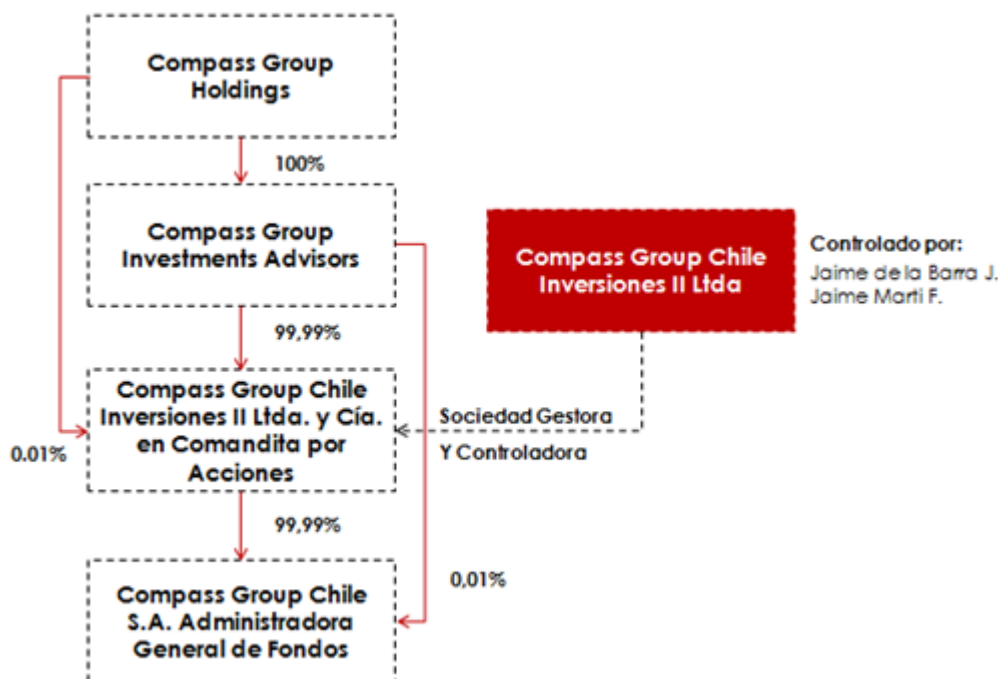 Compass Group
Holdings
100%
Compass Group
Investments Advisors
Compass Group Chile
Inversiones II Ltda
Controlado por:
Jaime de la Barra J.
Jaime Marti F.
99,99%
Compass Group Chile
Inversiones II Ltda. y Cía.
en Comandita por
Acciones
Sociedad Gestora
Y Controladora
0.01%
99,99%
0,01%
Compass Group Chile
S.A. Administradora
General de Fondos